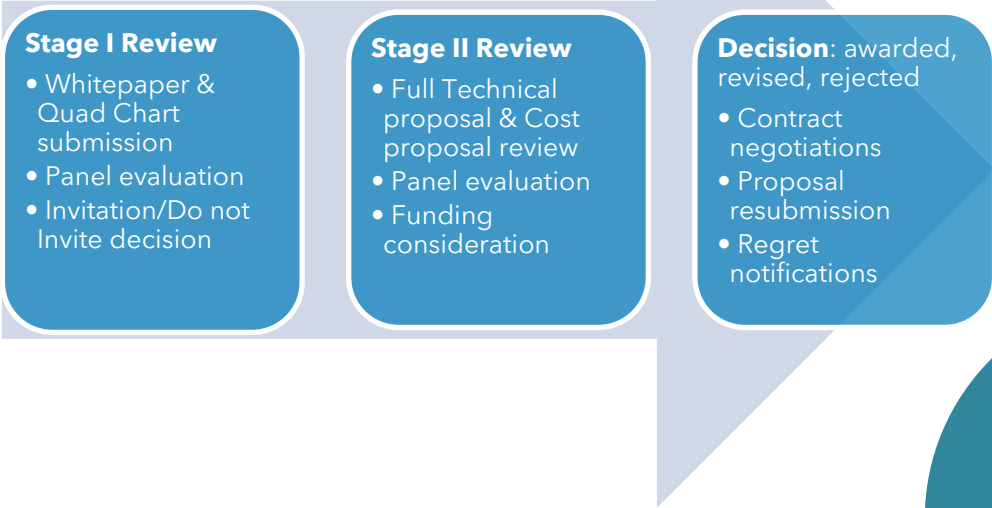 Stage I Review
• Whitepaper &
Quad Chart
submission
• Panel evaluation
• Invitation/Do not
Invite decision
Stage II Review
• Full Technical
proposal & Cost
proposal review
• Panel evaluation
• Funding
consideration
Decision: awarded,
revised, rejected
• Contract
negotiations
• Proposal
resubmission
• Regret
notifications